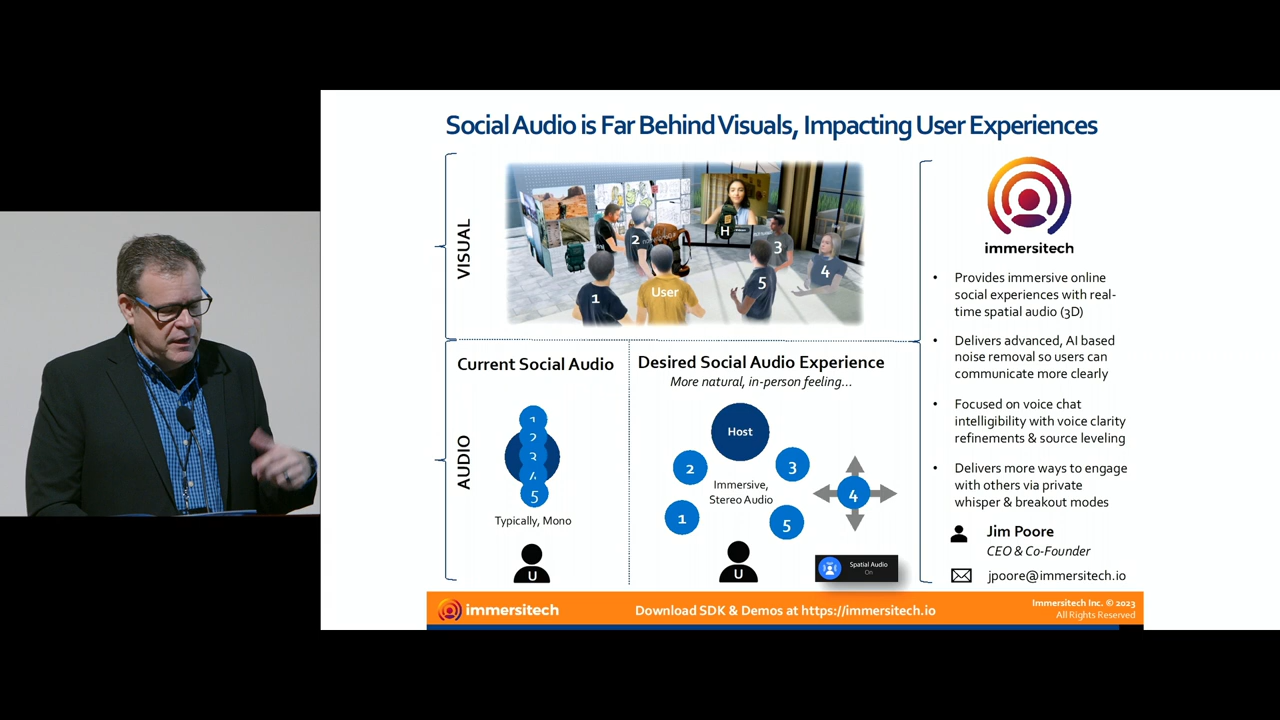 Social Audio is Far Behind Visuals, Impacting User Experiences
VISUAL
1
2
User
H
3
4
5
AUDIO
Current Social Audio
1
2
3
4
5
Typically, Mono
U
Desired Social Audio Experience
More natural, in-person feeling...
Host
2
3
Immersive,
Stereo Audio
4
1
5
U
Spatial Audio
On
immersitech
• Provides immersive online
social experiences with real-
time spatial audio (3D)
• Delivers advanced, AI based
noise removal so users can
communicate more clearly
• Focused on voice chat
intelligibility with voice clarity
refinements & source leveling
• Delivers more ways to engage
with others via private
whisper & breakout modes
Jim Poore
CEO & Co-Founder
jpoore@immersitech.io
immersitech
Download SDK & Demos at https://immersitech.io
Immersitech Inc. © 2023
All Rights Reserved